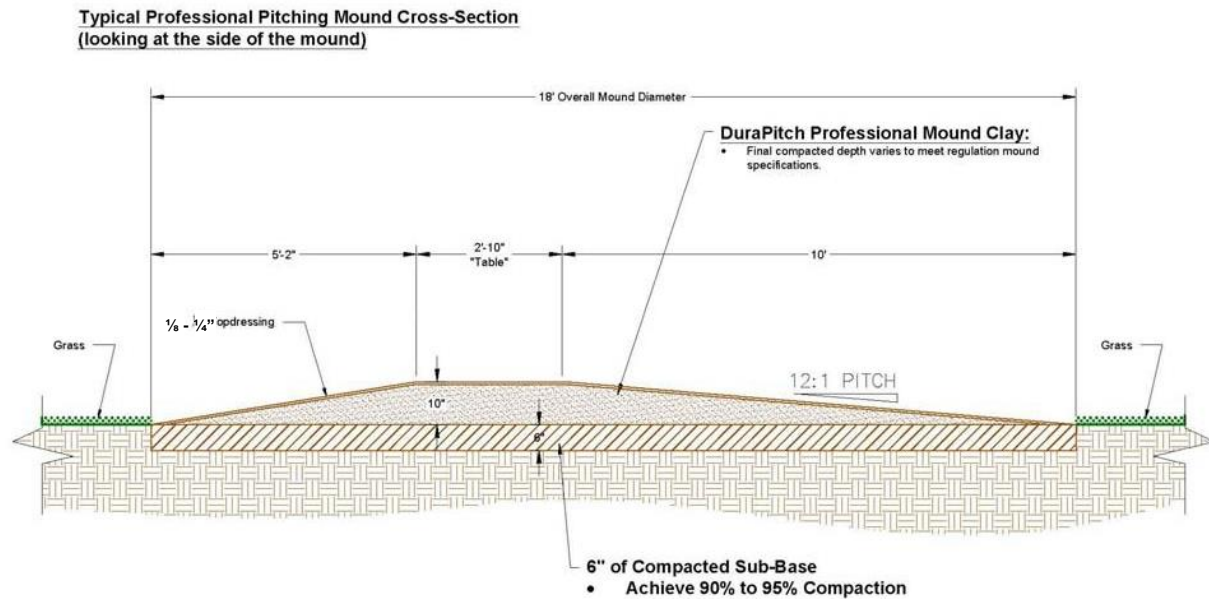 Typical Professional Pitching Mound Cross-Section
(looking at the side of the mound)
18' Overall Mound Diameter
DuraPitch Professional Mound Clay:
• Final compacted depth varies to meet regulation mound
specifications.
5'-2"
2'-10"
"Table"
10'
⅛ - ¼" opdressing
Grass
Grass
12:1 PITCH
10"
6"
6" of Compacted Sub-Base
• Achieve 90% to 95% Compaction